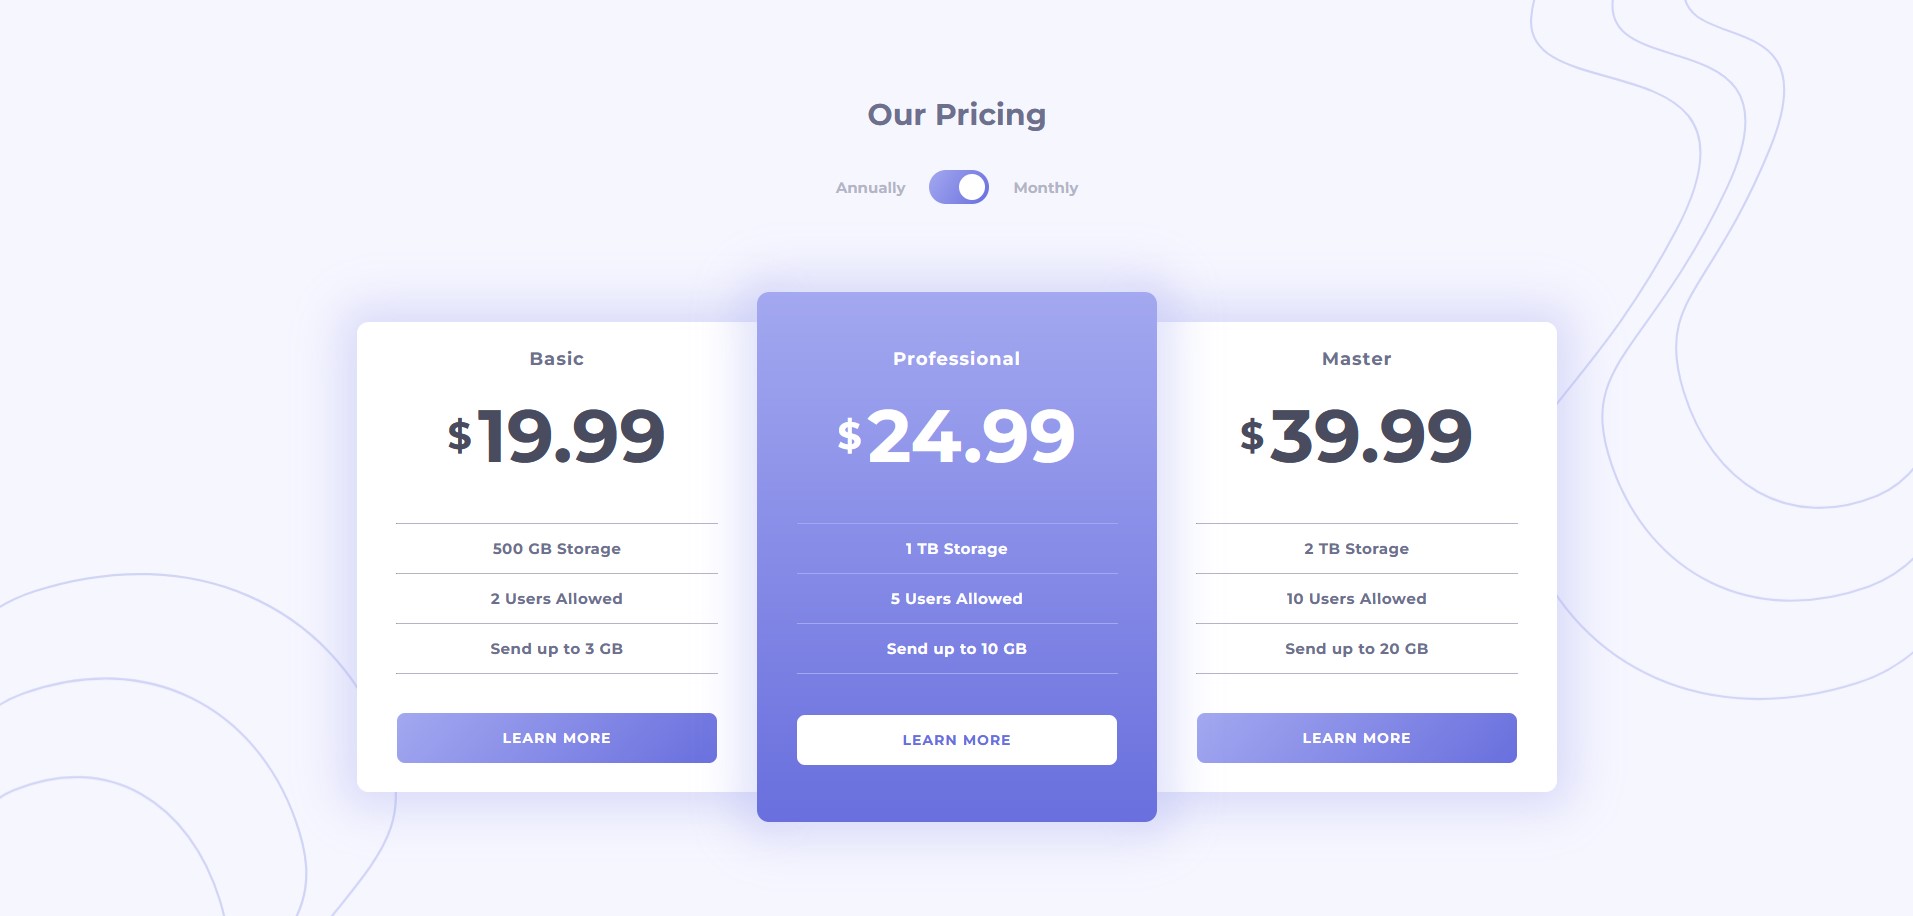 Our Pricing
Annually Monthly
Basic
$19.99
500 GB Storage
2 Users Allowed
Send up to 3 GB
LEARN MORE
Professional
$24.99
1 TB Storage
5 Users Allowed
Send up to 10 GB
LEARN MORE
Master
$39.99
2 TB Storage
10 Users Allowed
Send up to 20 GB
LEARN MORE